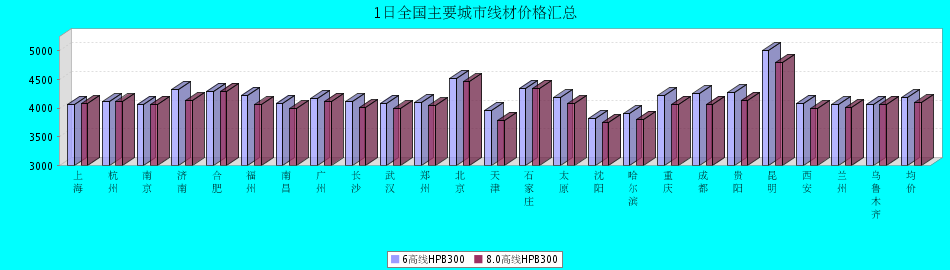 1日全国主要城市线材价格汇总
5000
4500
4000
3500
3000
上海 杭州 南京 济南 合肥 福州 南昌 广州 长沙 武汉 郑州 北京 天津 石家庄 太原 沈阳 哈尔滨 重庆 成都 贵阳 昆明 西安 兰州 乌鲁木齐 均价
6高线HPB300 8.0高线HPB300